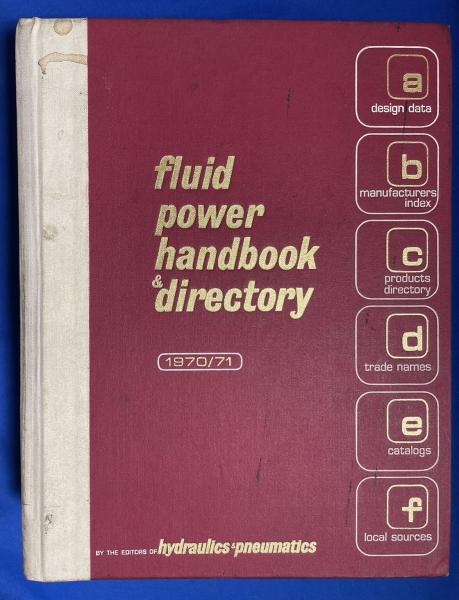 fluid
power
handbook
& directory
1970/71
BY THE EDITORS OF hydraulics & pneumatics
a
design data
b
manufacturers
index
c
products
directory
d
trade names
e
catalogs
f
local sources